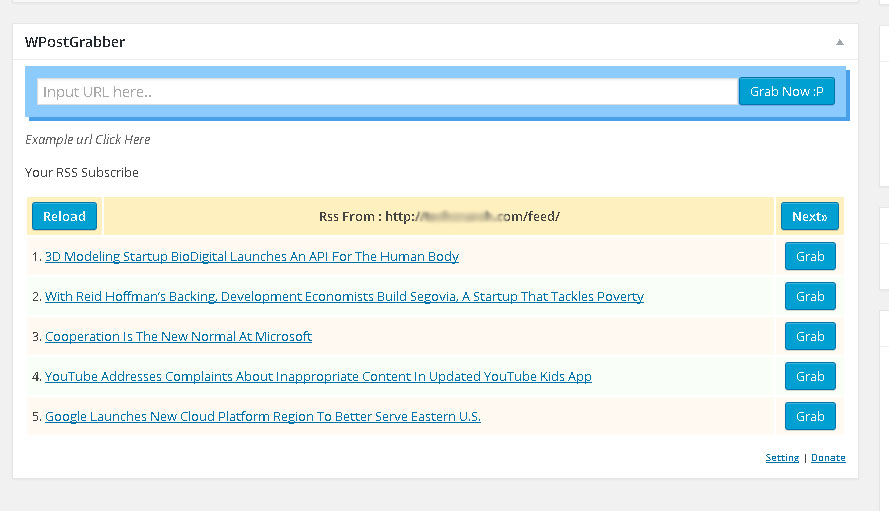 WPostGrabber
Input URL here..
Grab Now :P
Example url Click Here
Your RSS Subscribe
Reload
Rss From : http:// .com/feed/
Next»
1. 3D Modeling Startup BioDigital Launches An API For The Human Body
Grab
2. With Reid Hoffman's Backing, Development Economists Build Segovia, A Startup That Tackles Poverty
Grab
3. Cooperation Is The New Normal At Microsoft
Grab
4. YouTube Addresses Complaints About Inappropriate Content In Updated YouTube Kids App
Grab
5. Google Launches New Cloud Platform Region To Better Serve Eastern U.S.
Grab
Setting | Donate